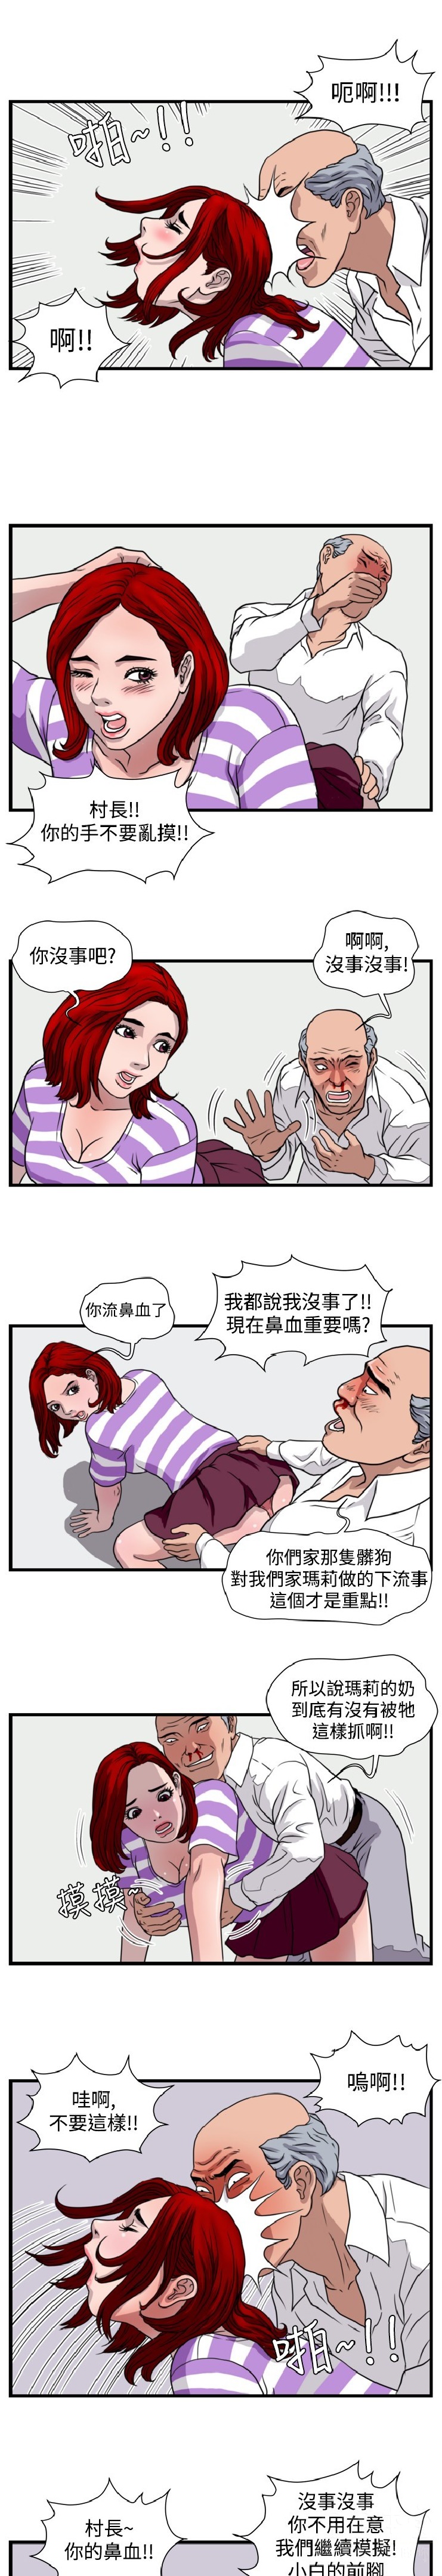 呃啊!!!
啪~!!
啊!!
村長!!
你的手不要亂摸!!
你沒事吧?
啊啊,
沒事沒事!
你流鼻血了
我都說我沒事了!!
現在鼻血重要嗎?
你們家那隻髒狗
對我們家瑪莉做的下流事
這個才是重點!!
所以說瑪莉的奶
到底有沒有被牠
這樣抓啊!!
摸摸~
哇啊,
不要這樣!!
嗚啊!!
啪~!!
村長~
你的鼻血!!
沒事沒事
你不用在意
我們繼續模擬!
小白的前腳